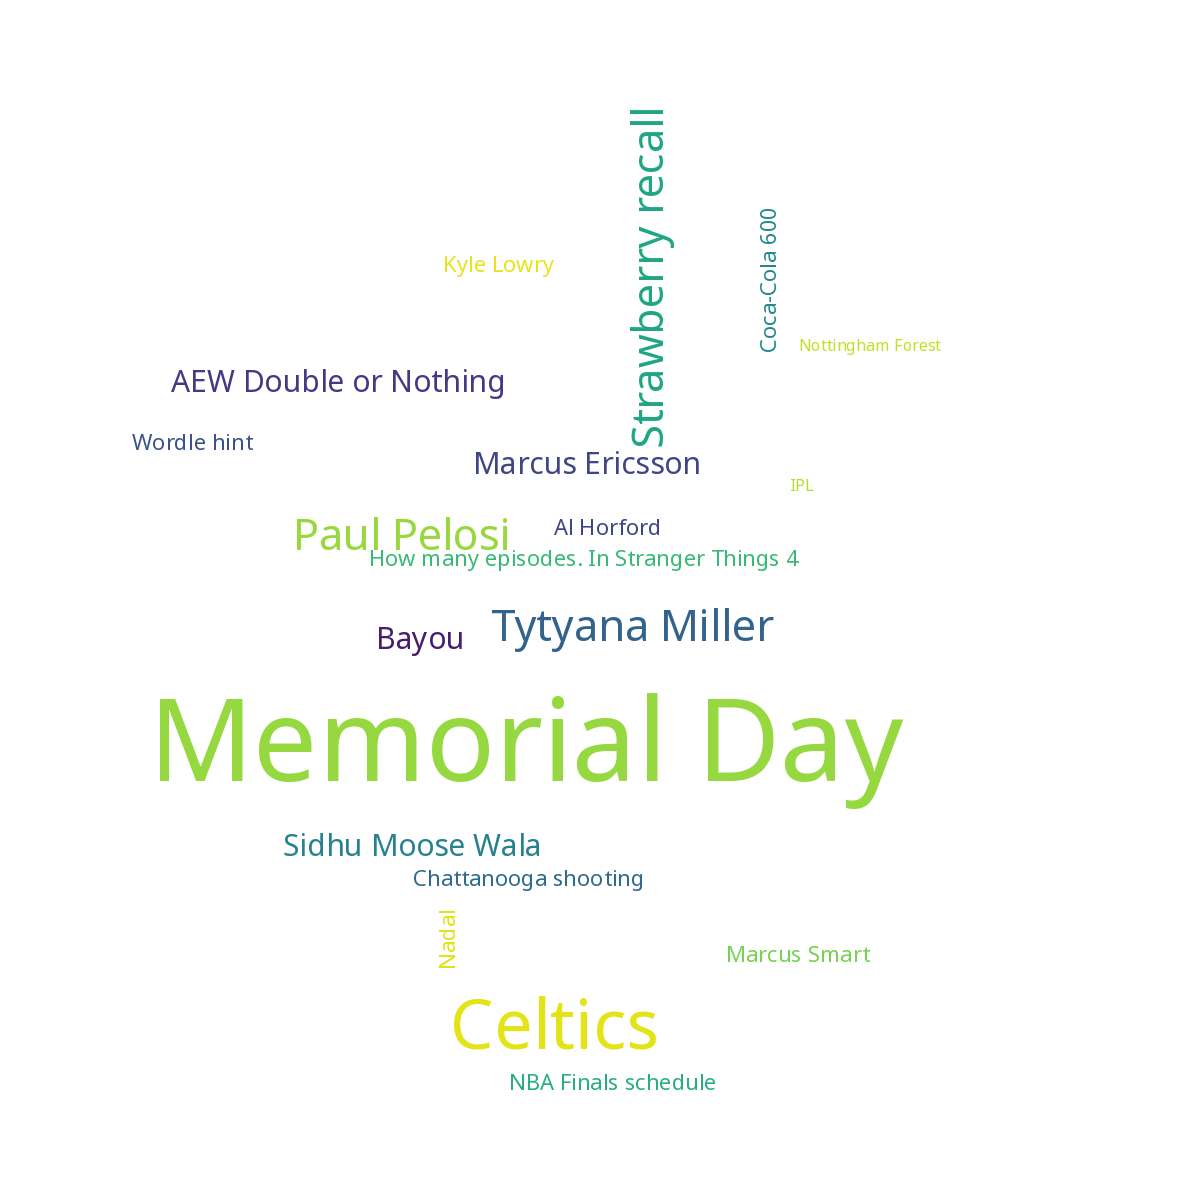 Strawberry recall
Coca-Cola 600
Kyle Lowry
Nottingham Forest
AEW Double or Nothing
Wordle hint
Marcus Ericsson
IPL
Paul Pelosi
Al Horford
How many episodes. In Stranger Things 4
Tytyana Miller
Bayou
Memorial Day
Sidhu Moose Wala
Chattanooga shooting
Nadal
Marcus Smart
Celtics
NBA Finals schedule